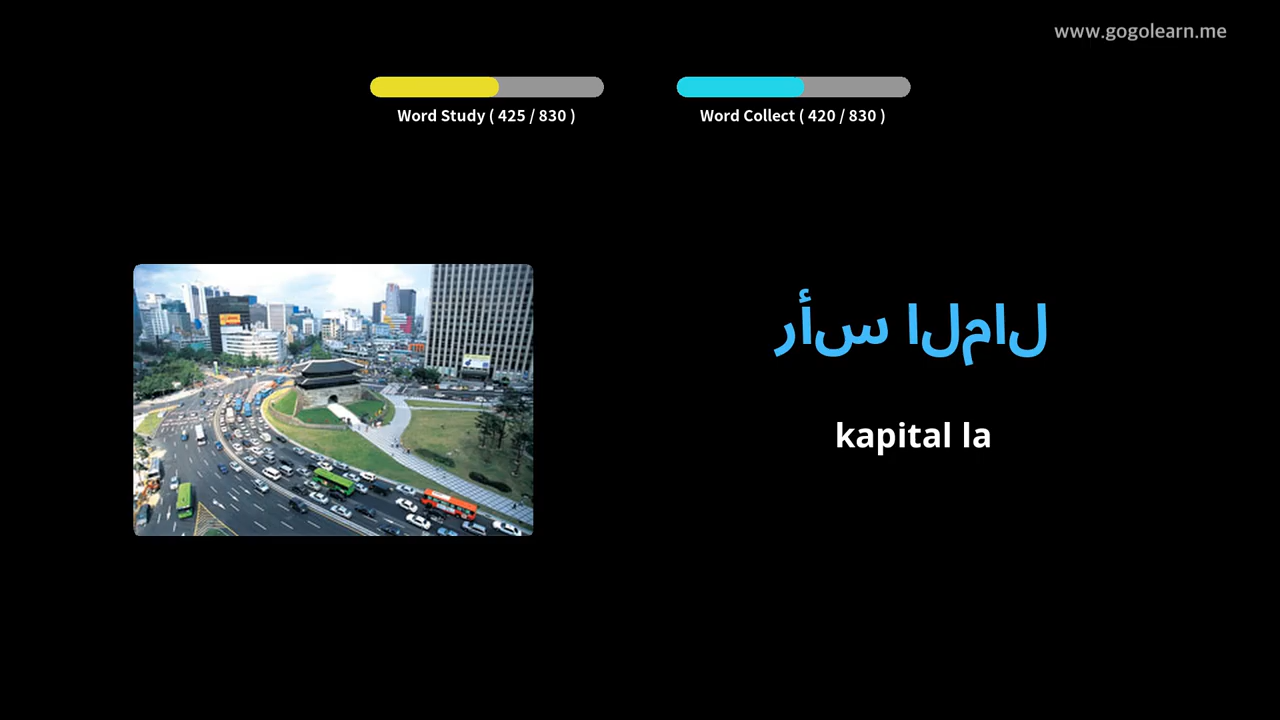 www.gogolearn.me
Word Study ( 425 / 830 )
Word Collect ( 420 / 830 )
رأس المال
kapital la